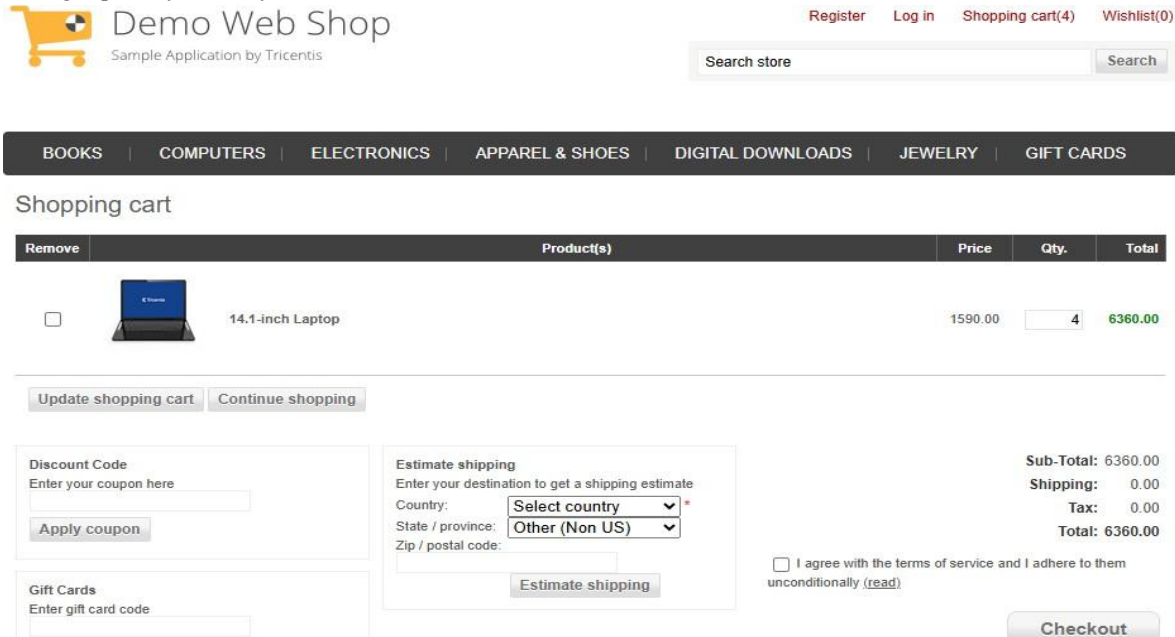 Demo Web Shop
Sample Application by Tricentis
Register Log in Shopping cart(4) Wishlist(0)
Search store Search
BOOKS | COMPUTERS | ELECTRONICS | APPAREL & SHOES | DIGITAL DOWNLOADS | JEWELRY | GIFT CARDS
Shopping cart
Remove Product(s) Price Qty. Total
Tricentis
14.1-inch Laptop 1590.00 4 6360.00
Update shopping cart Continue shopping
Discount Code
Enter your coupon here
Apply coupon
Gift Cards
Enter gift card code
Estimate shipping
Enter your destination to get a shipping estimate
Country: Select country *
State / province: Other (Non US)
Zip / postal code:
Estimate shipping
Sub-Total: 6360.00
Shipping: 0.00
Tax: 0.00
Total: 6360.00
I agree with the terms of service and I adhere to them
unconditionally (read)
Checkout